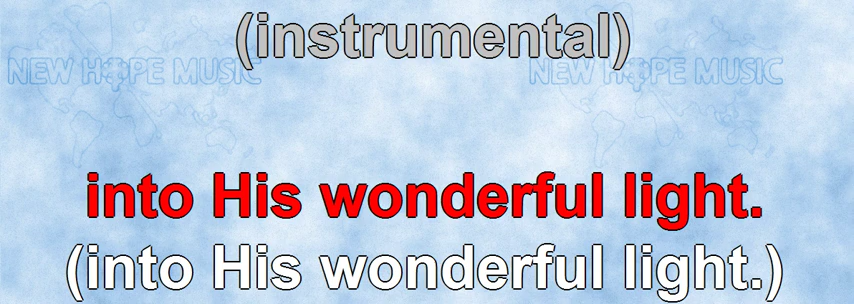 (instrumental)
NEW HOPE MUSIC NEW HOPE MUSIC
into His wonderful light.
(into His wonderful light.)